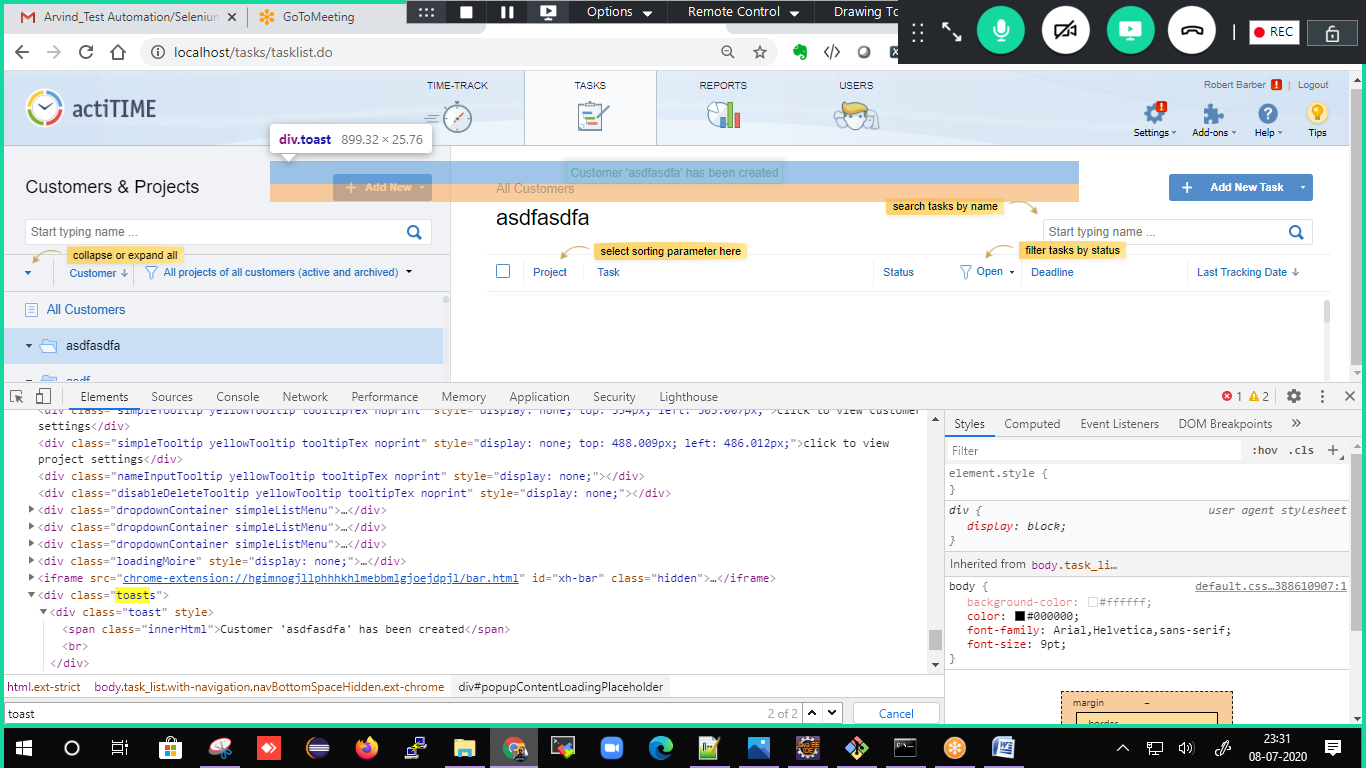 Arvind_Test Automation/Selenium
GoToMeeting
Options
Remote Control
Drawing To
REC
localhost/tasks/tasklist.do
actiTIME
TIME-TRACK
TASKS
REPORTS
USERS
Robert Barber
Logout
Settings
Add-ons
Help
Tips
div.toast 899.32 × 25.76
Customers & Projects
Add New
Customer 'asdfasdfa' has been created
All Customers
Add New Task
asdfasdfa
search tasks by name
Start typing name ...
Start typing name ...
collapse or expand all
select sorting parameter here
filter tasks by status
Customer
All projects of all customers (active and archived)
Project
Task
Status
Open
Deadline
Last Tracking Date
All Customers
asdfasdfa
asdf
Elements
Sources
Console
Network
Performance
Memory
Application
Security
Lighthouse
1
2
<div class="simpleTooltip yellowTooltip tooltipTex noprint" style="display: none; top: 554px; left: 505.007px;">click to view customer
settings</div>
<div class="simpleTooltip yellowTooltip tooltipTex noprint" style="display: none; top: 488.009px; left: 486.012px;">click to view
project settings</div>
<div class="nameInputTooltip yellowTooltip tooltipTex noprint" style="display: none;"></div>
<div class="disableDeleteTooltip yellowTooltip tooltipTex noprint" style="display: none;"></div>
<div class="dropdownContainer simpleListMenu">…</div>
<div class="dropdownContainer simpleListMenu">…</div>
<div class="dropdownContainer simpleListMenu">…</div>
<div class="loadingMoire" style="display: none;">…</div>
<iframe src="chrome-extension://hgimnogjllphhhkhlmebbmlgjoejdpjl/bar.html" id="xh-bar" class="hidden">…</iframe>
<div class="toasts">
<div class="toast" style>
<span class="innerHtml">Customer 'asdfasdfa' has been created</span>
<br>
</div>
html.ext-strict
body.task_list.with-navigation.navBottomSpaceHidden.ext-chrome
div#popupContentLoadingPlaceholder
toast
2 of 2
Cancel
Styles
Computed
Event Listeners
DOM Breakpoints
Filter
:hov
.cls
element.style {
}
div {
user agent stylesheet
display: block;
}
Inherited from body.task_li…
body {
default.css…388610907:1
background-color: #ffffff;
color: #000000;
font-family: Arial,Helvetica,sans-serif;
font-size: 9pt;
}
margin
border
23:31
08-07-2020